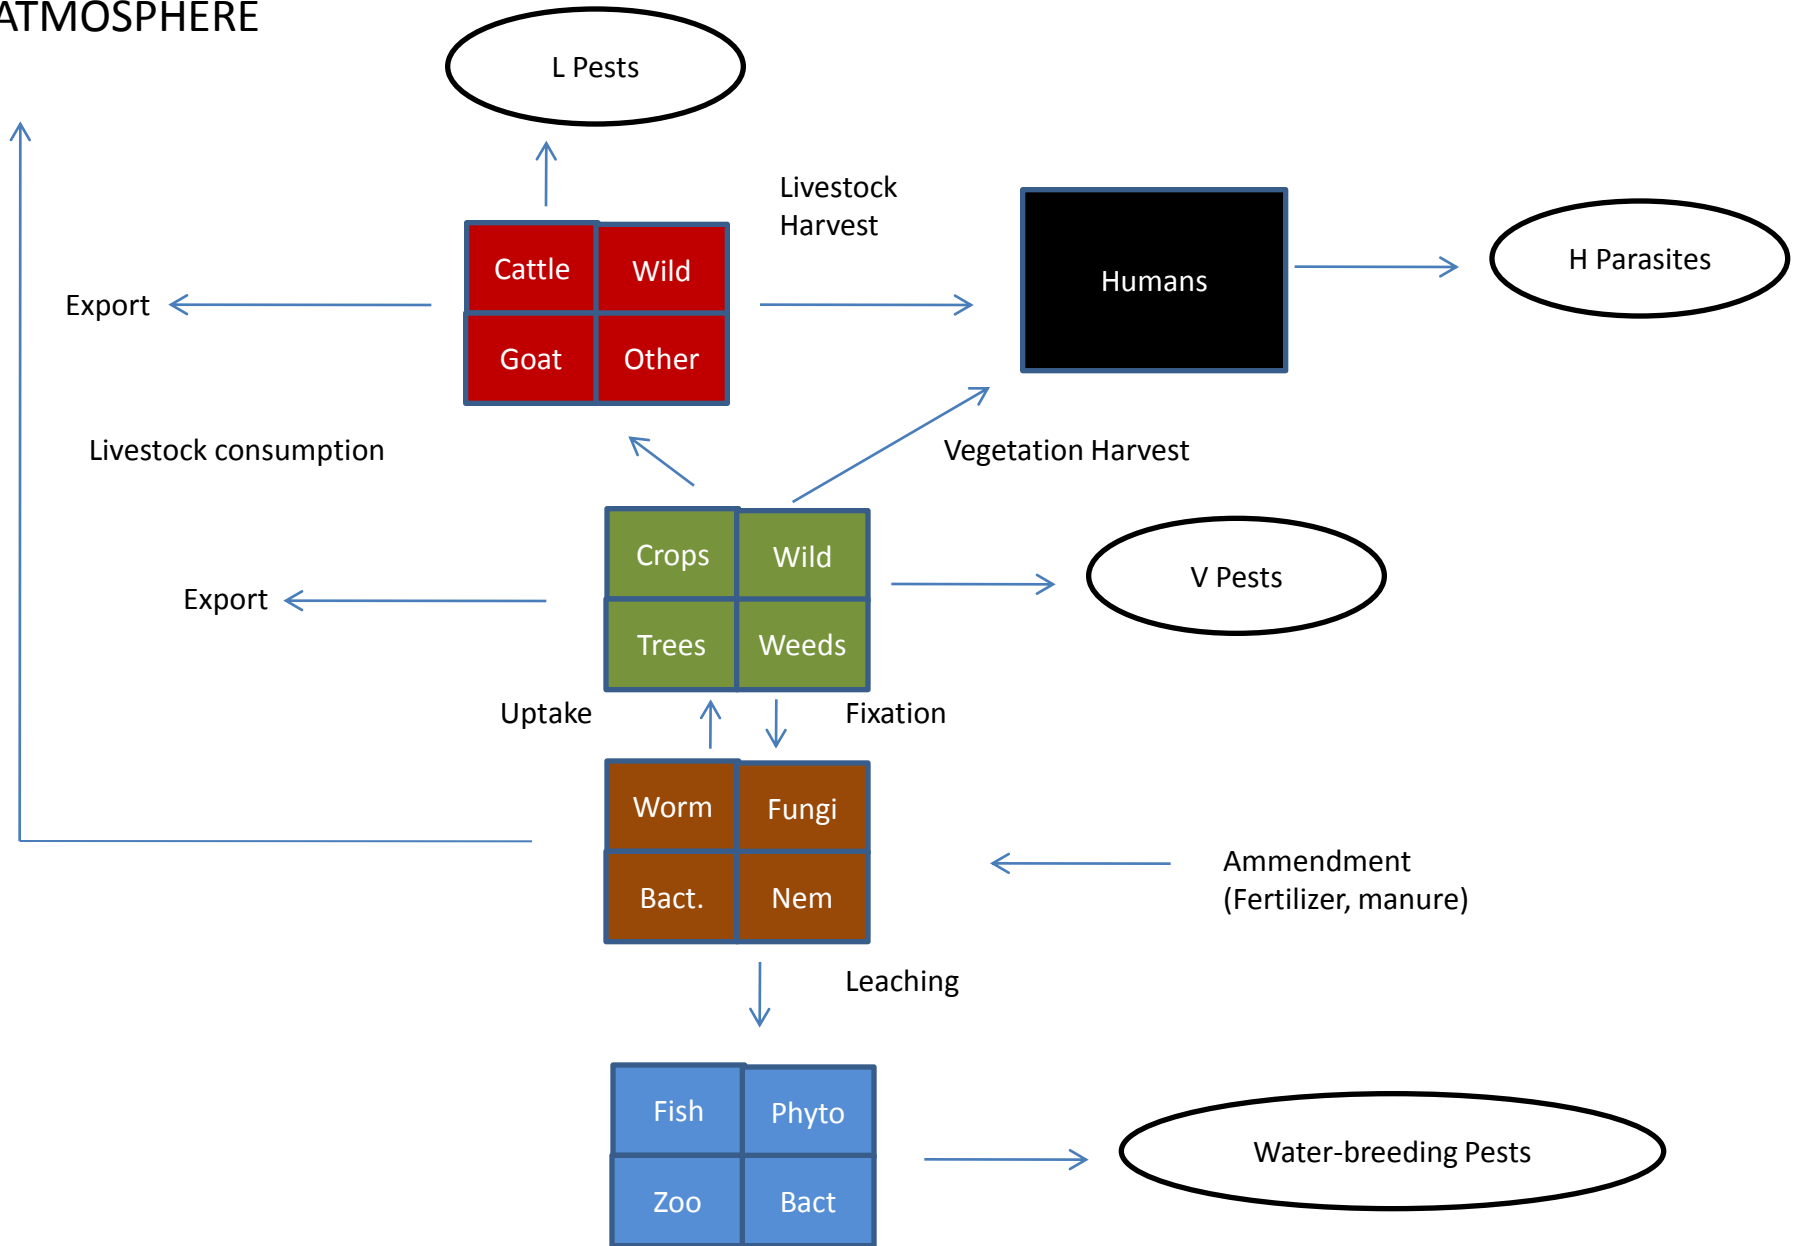 ATMOSPHERE
L Pests
Livestock
Harvest
Cattle
Wild
Goat
Other
Humans
H Parasites
Export
Livestock consumption
Vegetation Harvest
Crops
Wild
Trees
Weeds
V Pests
Export
Uptake
Fixation
Worm
Fungi
Bact.
Nem
Ammendment
(Fertilizer, manure)
Leaching
Fish
Phyto
Zoo
Bact
Water-breeding Pests